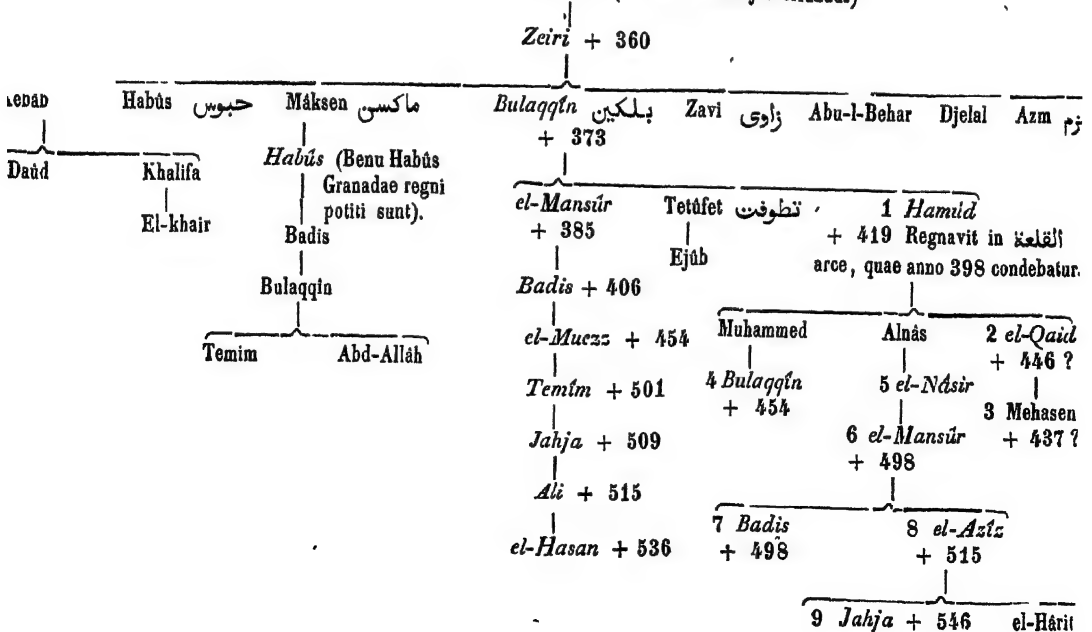 Zeiri + 360
Habûs حبوس Mâksen ماكسن Bulaqqîn بلكين Zavi زاوى Abu-l-Behar Djelal Azm
+ 373
Daûd Khalifa Habûs (Benu Habûs
Granadae regni
potiti sunt).
el-Mansûr Tetûfet تطوفت 1 Hamûd
+ 385 + 419 Regnavit in القلعة
El-khair Badis Ejûb arce, quae anno 398 condebatur.
Bulaqqîn Badis + 406
Temim Abd-Allâh el-Muezz + 454 Muhammed Alnâs 2 el-Qaid
+ 446 ?
Temîm + 501 4 Bulaqqîn 5 el-Nâsir 3 Mehasen
+ 454 + 437 ?
Jahja + 509 6 el-Mansûr
+ 498
Ali + 515
7 Badis 8 el-Azîz
el-Hasan + 536 + 498 + 515
9 Jahja + 546 el-Hârit